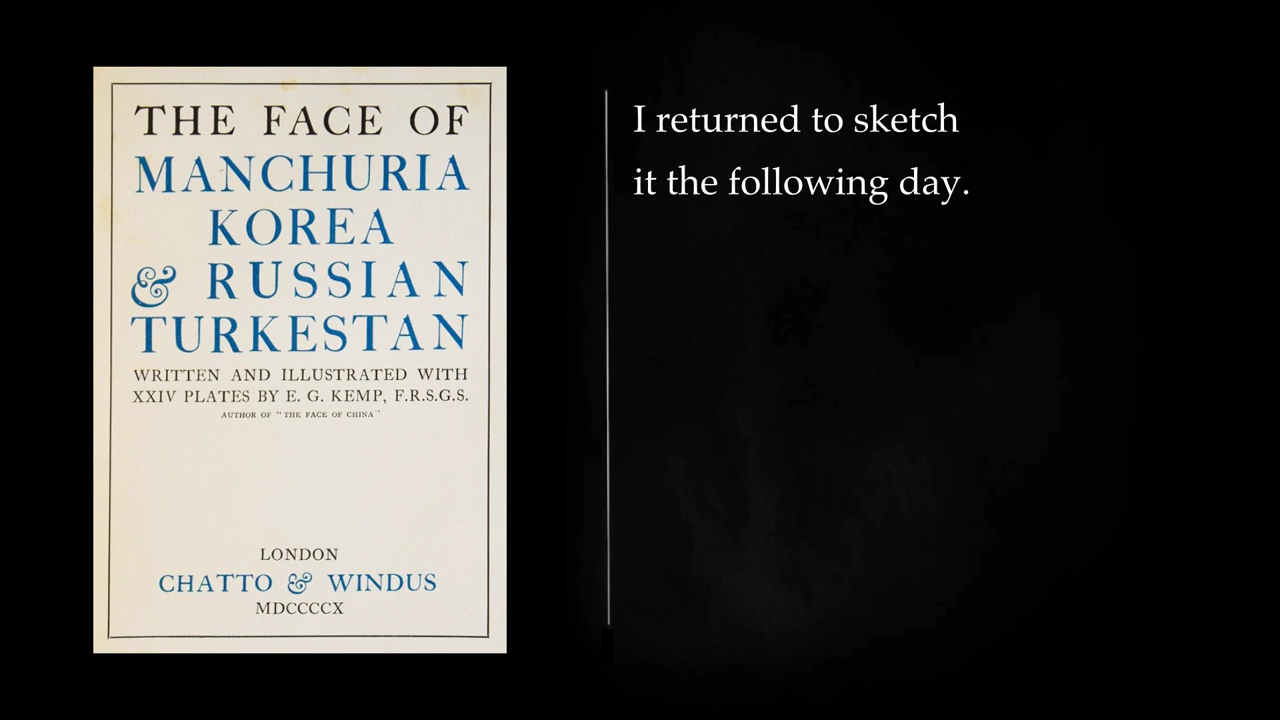 THE FACE OF
MANCHURIA
KOREA
& RUSSIAN
TURKESTAN
WRITTEN AND ILLUSTRATED WITH
XXIV PLATES BY E. G. KEMP, F.R.S.G.S.
AUTHOR OF "THE FACE OF CHINA"
LONDON
CHATTO & WINDUS
MDCCCCX
I returned to sketch
it the following day.